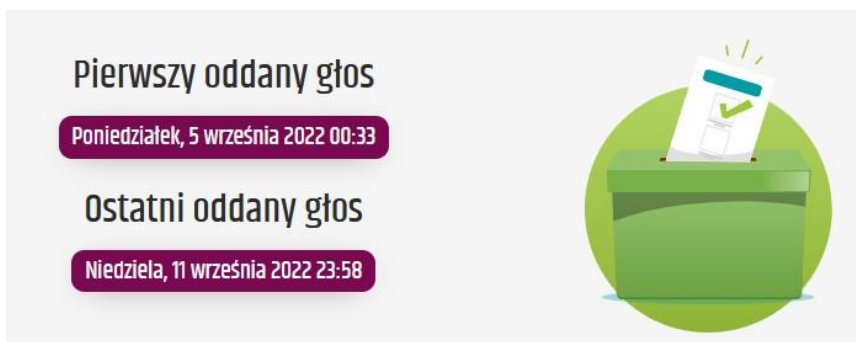 Pierwszy oddany głos
Poniedziałek, 5 września 2022 00:33
Ostatni oddany głos
Niedziela, 11 września 2022 23:58